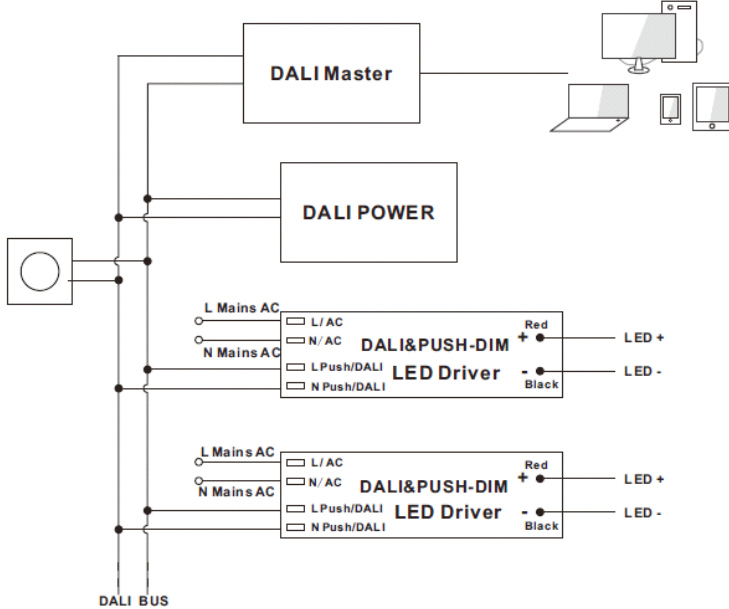 DALI Master
DALI POWER
L Mains AC
N Mains AC
L/AC
N/AC
L Push/DALI
N Push/DALI
DALI&PUSH-DIM
LED Driver
Red
+
-
Black
LED +
LED -
L Mains AC
N Mains AC
L/AC
N/AC
L Push/DALI
N Push/DALI
DALI&PUSH-DIM
LED Driver
Red
+
-
Black
LED +
LED -
DALI BUS